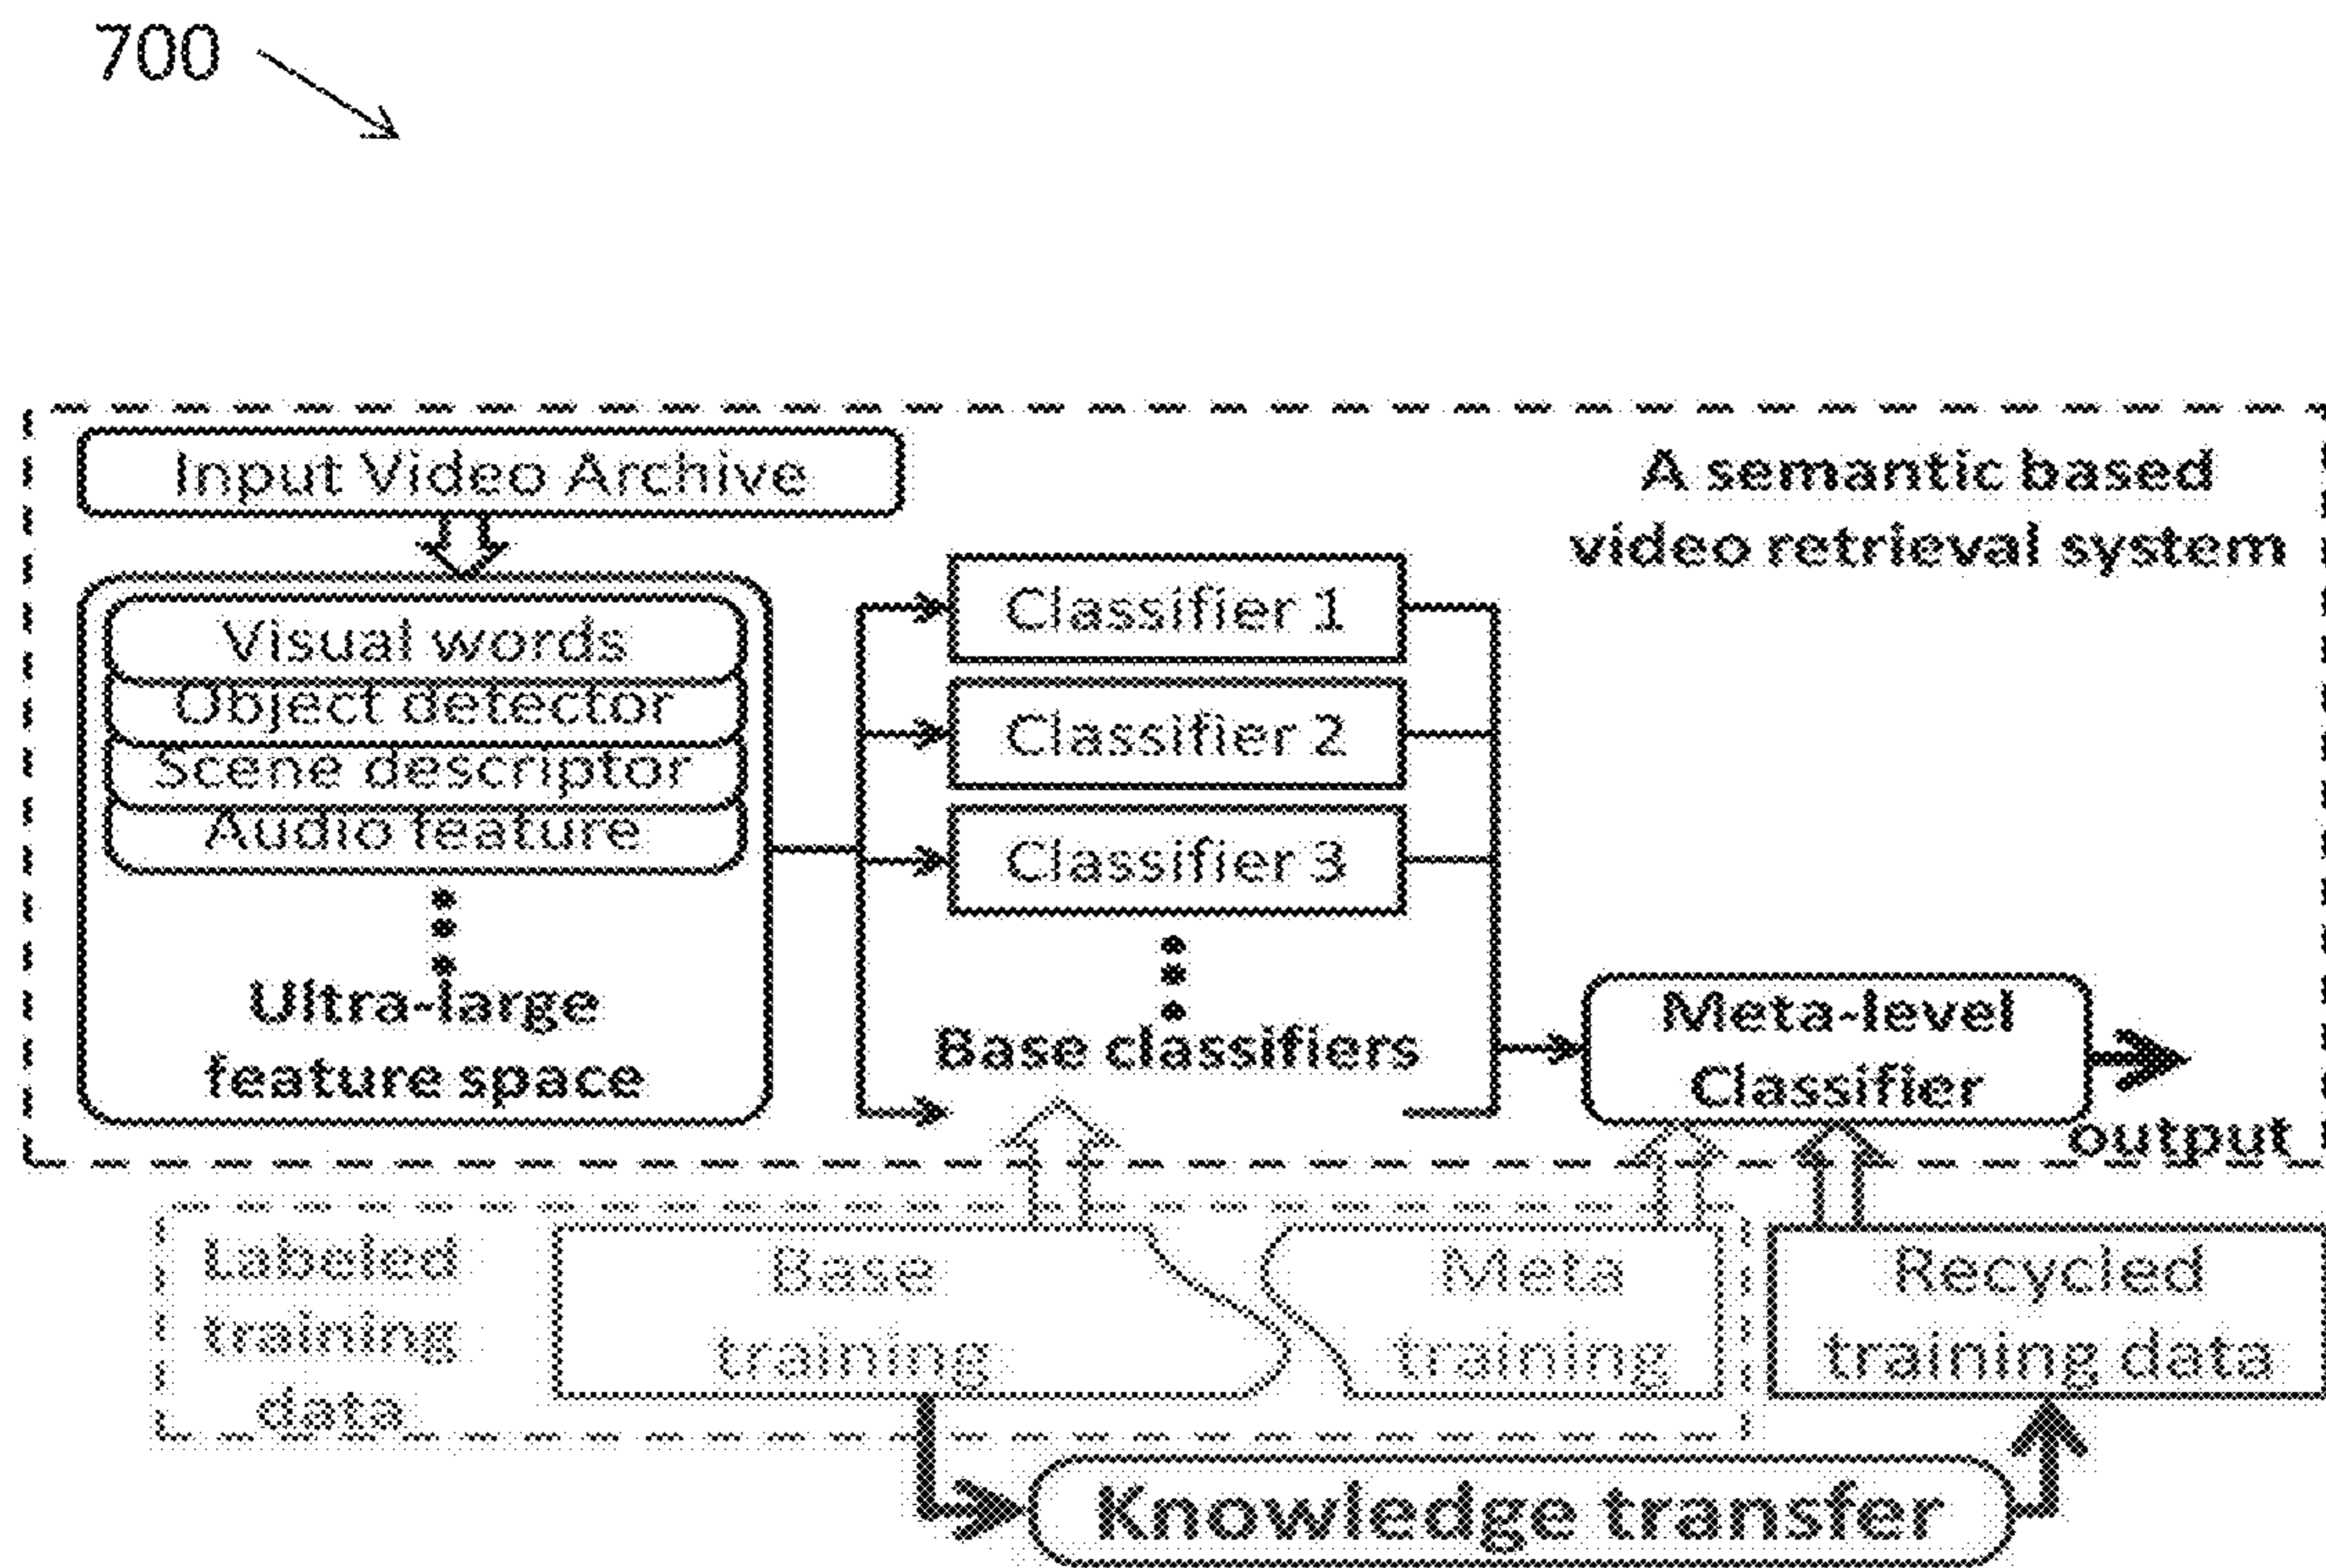 700
Input Video Archive
A semantic based
video retrieval system
Visual words
Object detector
Scene descriptor
Audio feature
Ultra-large
feature space
Classifier 1
Classifier 2
Classifier 3
Base classifiers
Meta-level
Classifier
output
Labeled
training
data
Base
training
Meta
training
Recycled
training data
Knowledge transfer